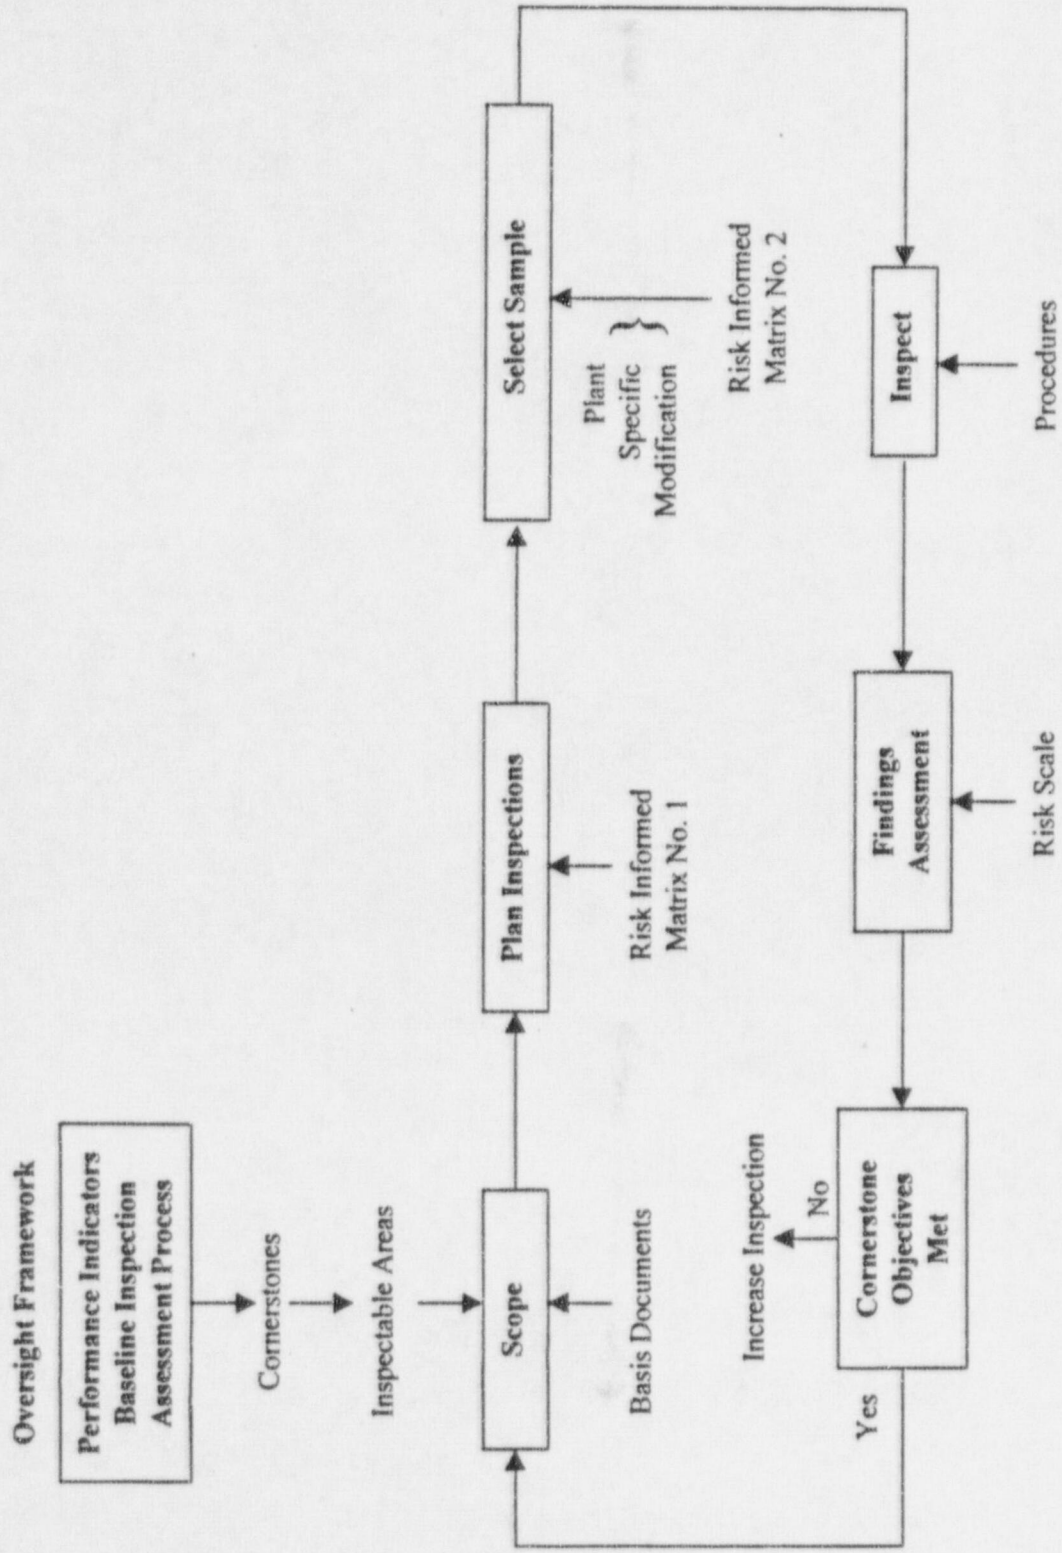 Oversight Framework
Performance Indicators
Baseline Inspection
Assessment Process
Cornerstones
Inspectable Areas
Scope
Basis Documents
Plan Inspections
Risk Informed
Matrix No. 1
Select Sample
Plant
Specific
Modification
}
Risk Informed
Matrix No. 2
Inspect
Procedures
Findings
Assessment
Risk Scale
Cornerstone
Objectives
Met
No
Increase Inspection
Yes